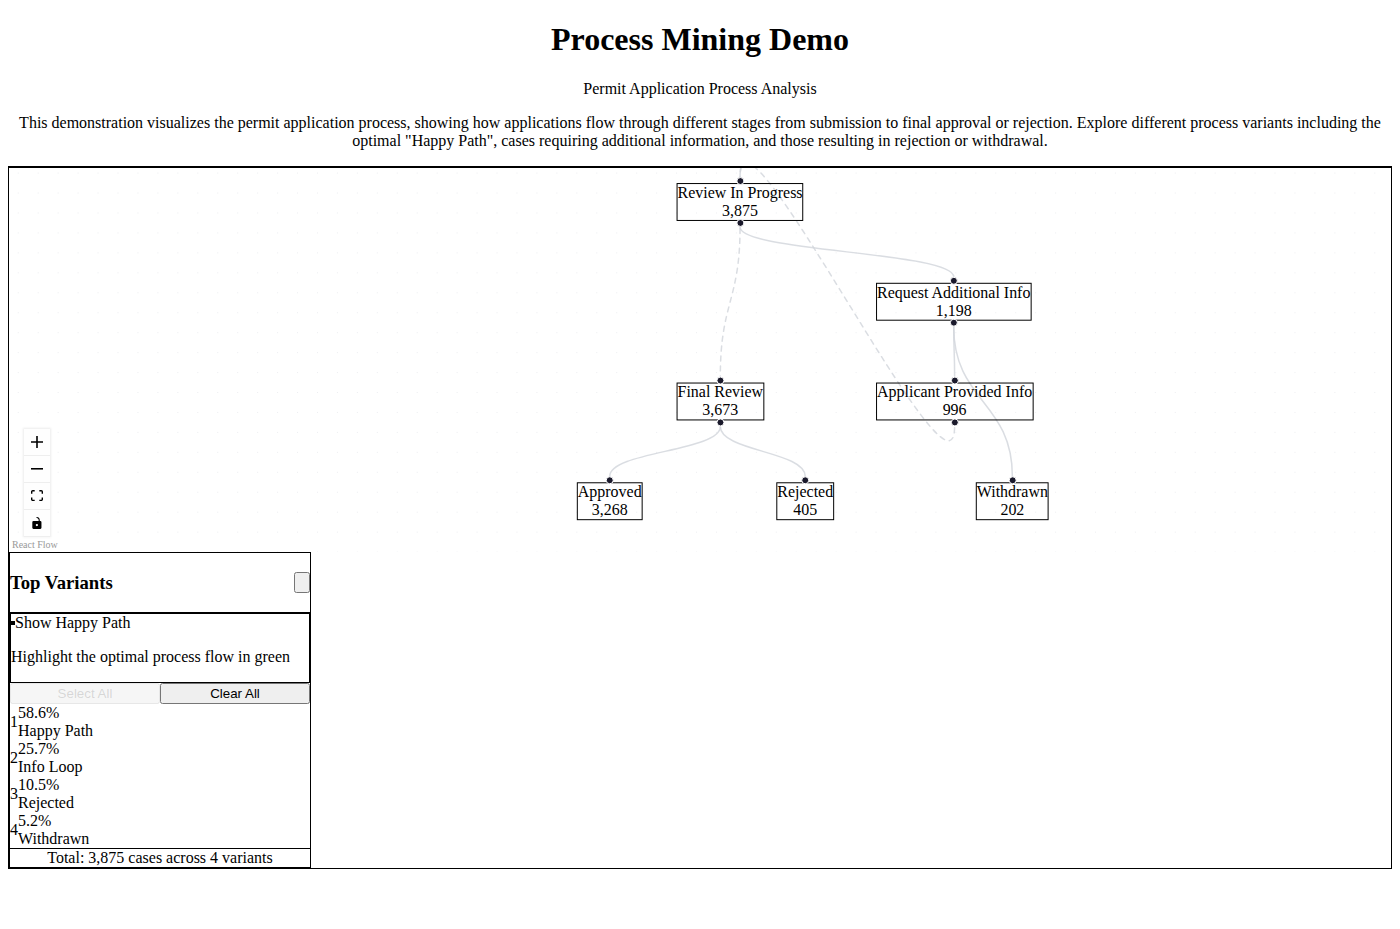 Process Mining Demo
Permit Application Process Analysis
This demonstration visualizes the permit application process, showing how applications flow through different stages from submission to final approval or rejection. Explore different process variants including the
optimal "Happy Path", cases requiring additional information, and those resulting in rejection or withdrawal.
Review In Progress
3,875
Request Additional Info
1,198
Final Review
3,673
Applicant Provided Info
996
Approved
3,268
Rejected
405
Withdrawn
202
React Flow
Top Variants
Show Happy Path
Highlight the optimal process flow in green
Select All
Clear All
1
58.6%
Happy Path
2
25.7%
Info Loop
3
10.5%
Rejected
4
5.2%
Withdrawn
Total: 3,875 cases across 4 variants